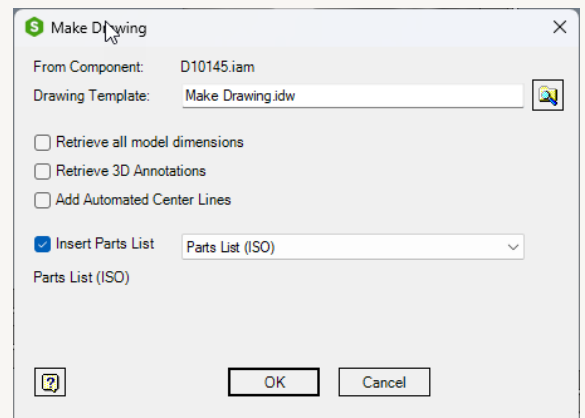 S Make Drawing
From Component: D10145.iam
Drawing Template: Make Drawing.idw
Retrieve all model dimensions
Retrieve 3D Annotations
Add Automated Center Lines
Insert Parts List Parts List (ISO)
Parts List (ISO)
? OK Cancel